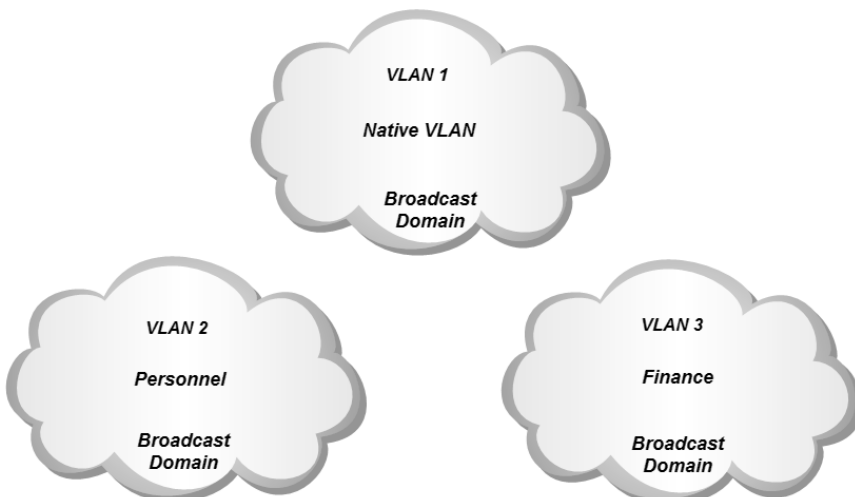 VLAN 1
Native VLAN
Broadcast
Domain
VLAN 2
Personnel
Broadcast
Domain
VLAN 3
Finance
Broadcast
Domain